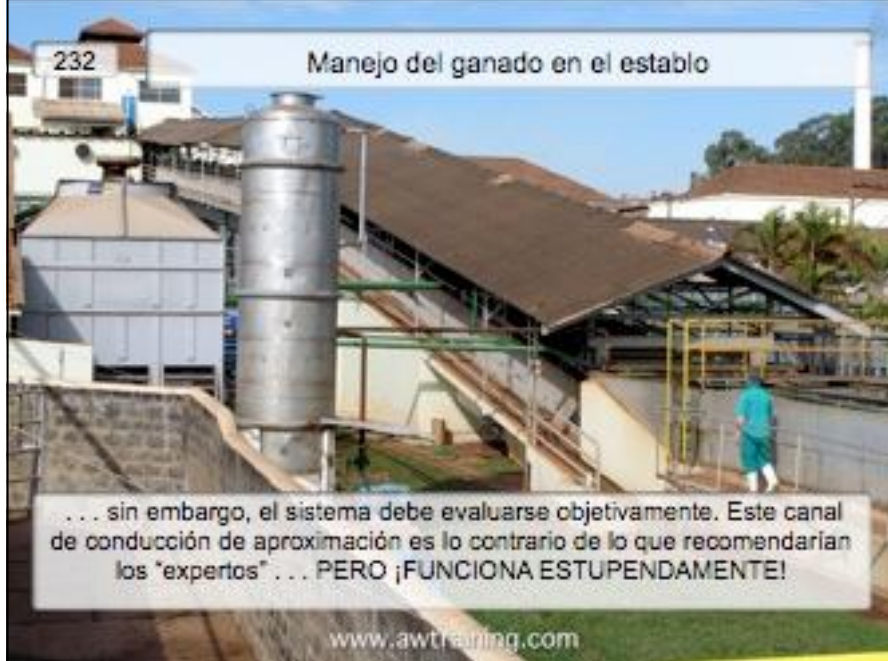 232
Manejo del ganado en el establo
. . . sin embargo, el sistema debe evaluarse objetivamente. Este canal
de conducción de aproximación es lo contrario de lo que recomendarían
los “expertos” . . . PERO ¡FUNCIONA ESTUPENDAMENTE!
www.awtraining.com